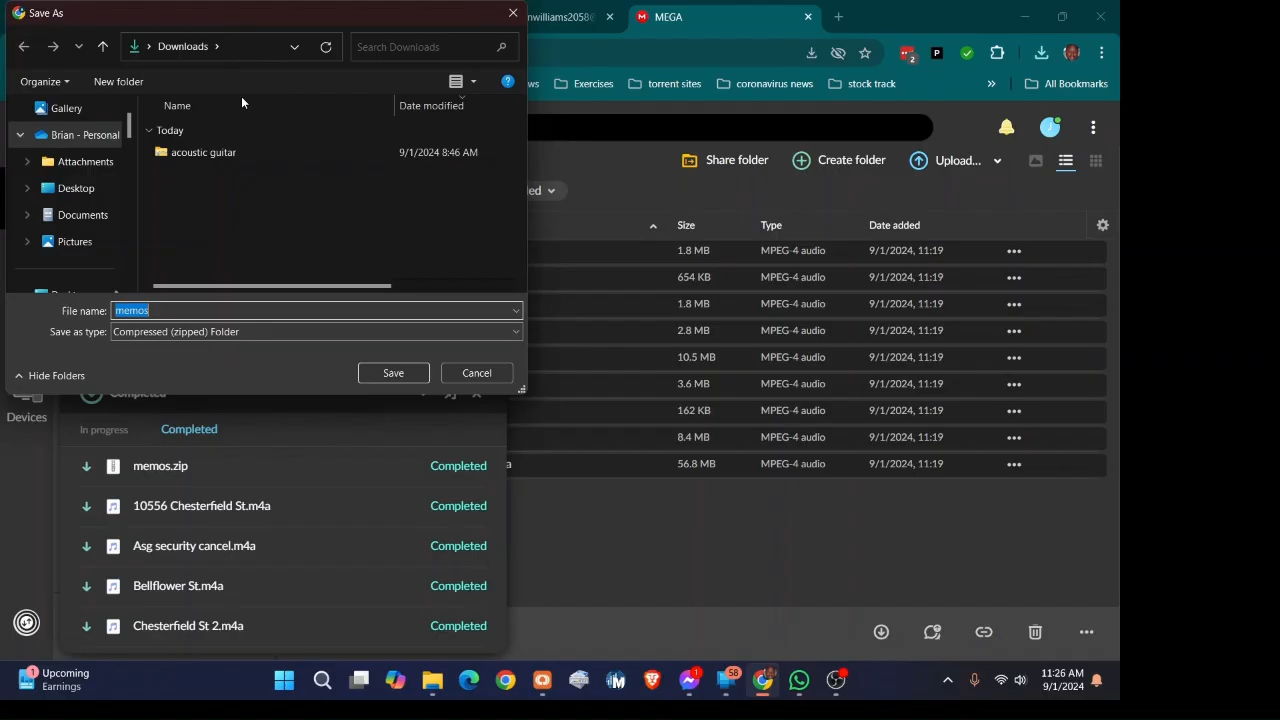 Save As
nwilliams2058@
MEGA
Downloads
Search Downloads
2
P
Organize
New folder
ws
Exercises
torrent sites
coronavirus news
stock track
»
All Bookmarks
Gallery
Name
Date modified
Brian - Personal
Today
acoustic guitar
9/1/2024 8:46 AM
Attachments
Desktop
Documents
Pictures
Share folder
Create folder
Upload...
ed
Size
Type
Date added
1.8 MB
MPEG-4 audio
9/1/2024, 11:19
654 KB
MPEG-4 audio
9/1/2024, 11:19
1.8 MB
MPEG-4 audio
9/1/2024, 11:19
2.8 MB
MPEG-4 audio
9/1/2024, 11:19
10.5 MB
MPEG-4 audio
9/1/2024, 11:19
3.6 MB
MPEG-4 audio
9/1/2024, 11:19
162 KB
MPEG-4 audio
9/1/2024, 11:19
8.4 MB
MPEG-4 audio
9/1/2024, 11:19
a
56.8 MB
MPEG-4 audio
9/1/2024, 11:19
File name:
memos
Save as type:
Compressed (zipped) Folder
Hide Folders
Save
Cancel
Devices
Completed
In progress
Completed
memos.zip
Completed
10556 Chesterfield St.m4a
Completed
Asg security cancel.m4a
Completed
Bellflower St.m4a
Completed
Chesterfield St 2.m4a
Completed
1
Upcoming
Earnings
1
58
11:26 AM
9/1/2024